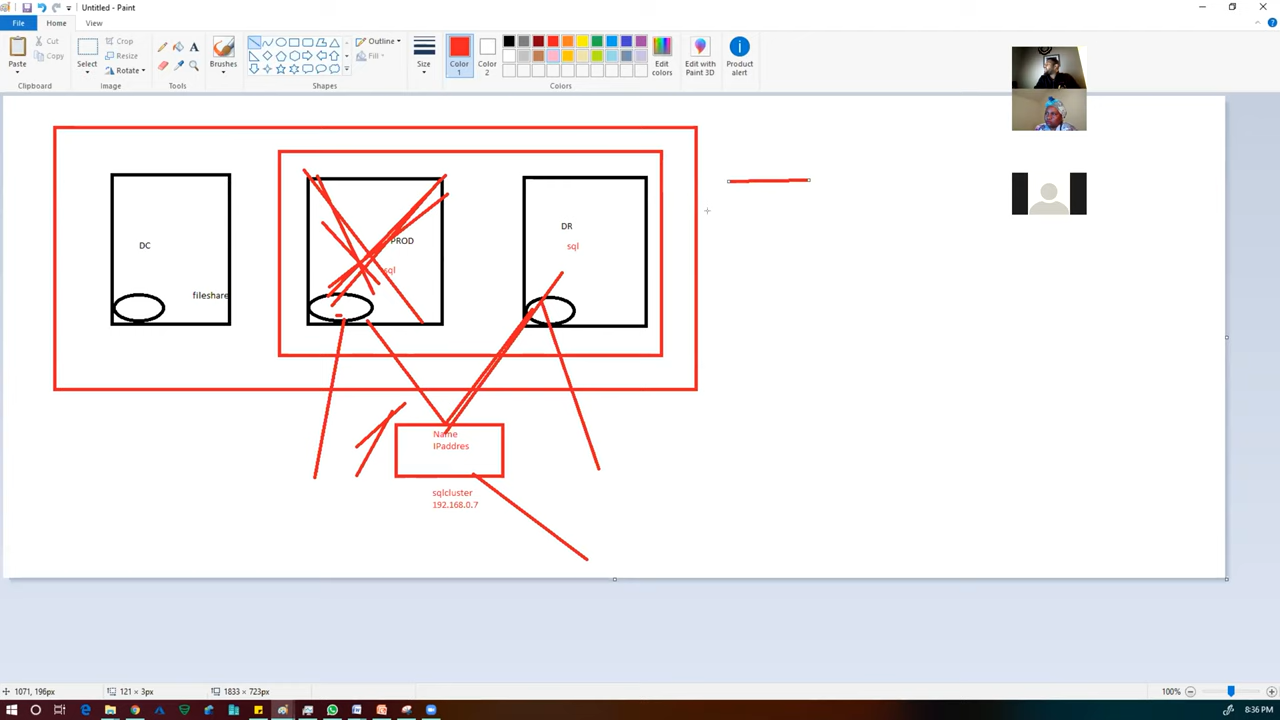 Untitled - Paint
File
Home
View
Paste
Cut
Copy
Clipboard
Select
Crop
Resize
Rotate
Image
Tools
Brushes
Shapes
Outline
Fill
Size
Color
1
Color
2
Edit
colors
Colors
Edit with
Paint 3D
Product
alert
DC
fileshare
PROD
sql
DR
sql
Name
IPaddres
sqlcluster
192.168.0.7
1071, 196px
121 × 3px
1833 × 723px
100%
8:36 PM